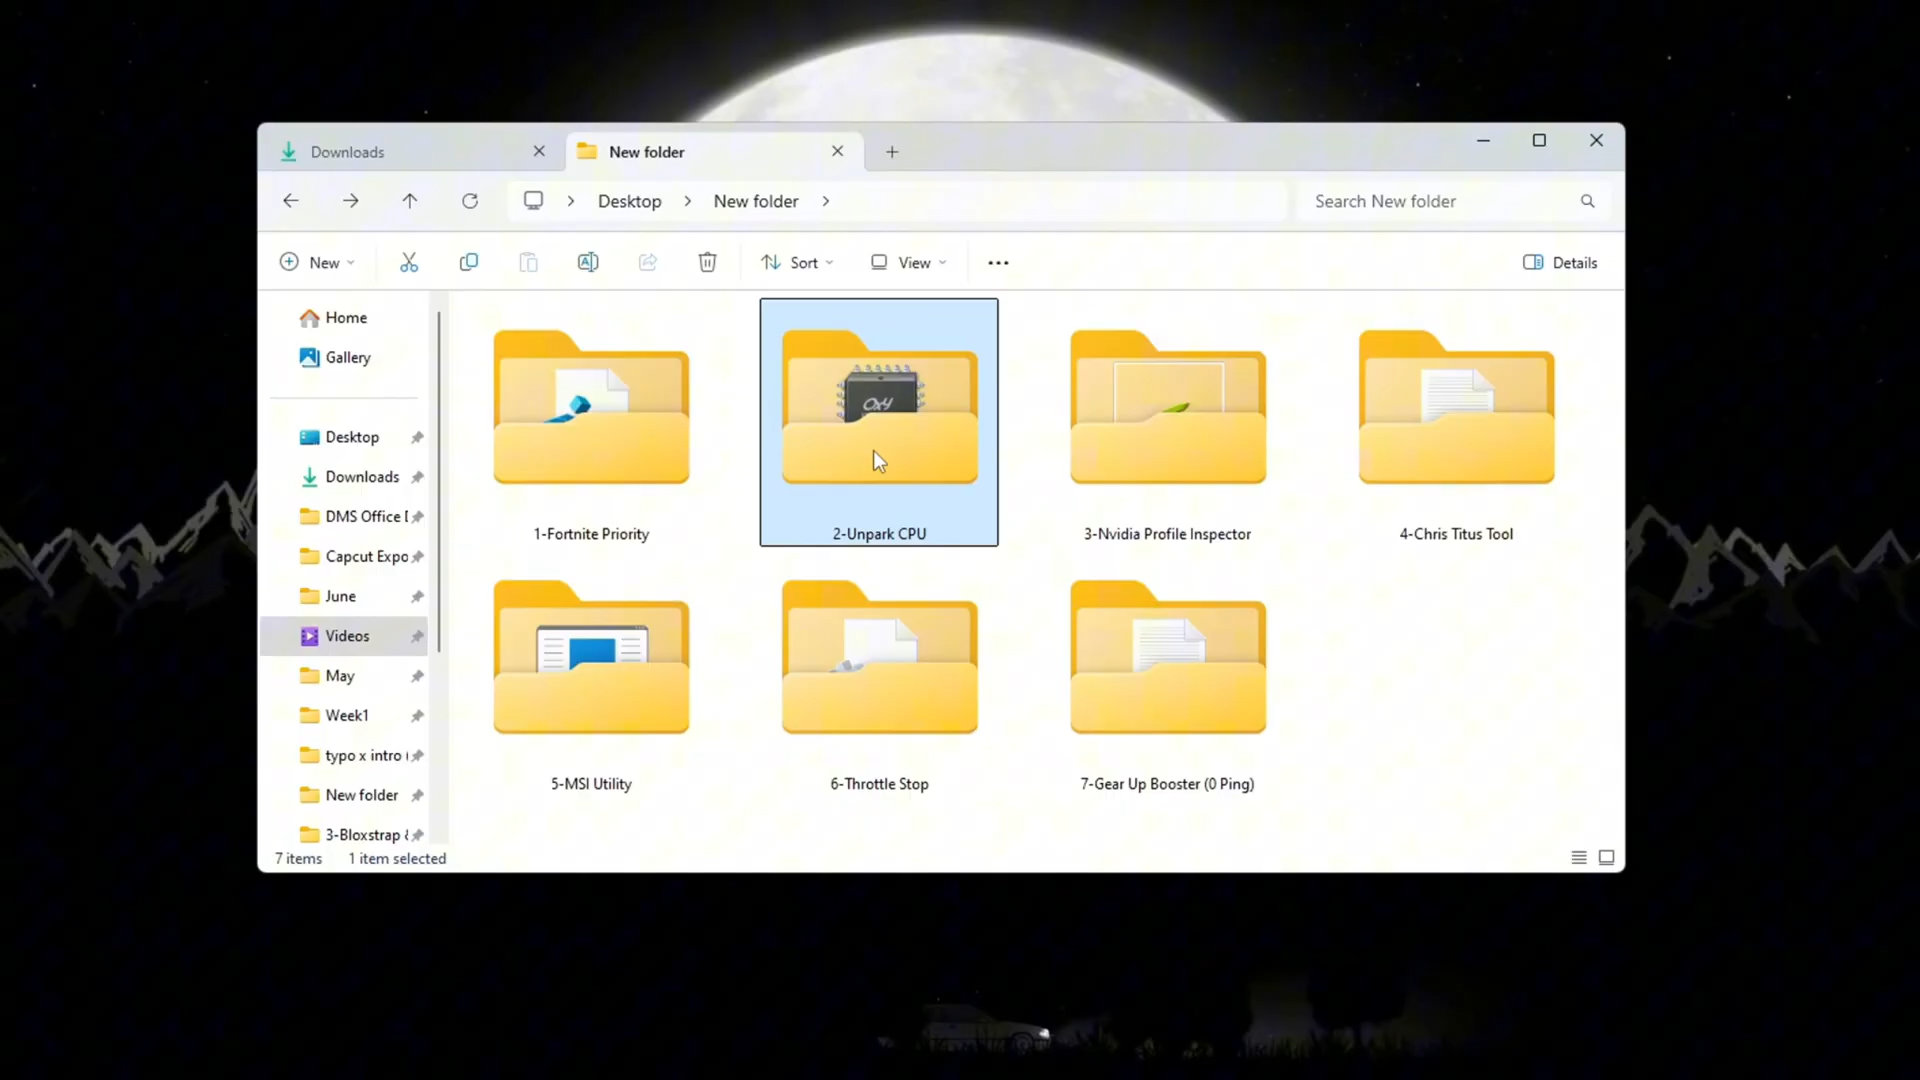 Downloads
New folder
Desktop
New folder
Search New folder
New
Sort
View
Details
Home
Gallery
Desktop
Downloads
DMS Office
Capcut Expo
June
Videos
May
Week1
typo x intro
New folder
3-Bloxstrap
OXY
1-Fortnite Priority
2-Unpark CPU
3-Nvidia Profile Inspector
4-Chris Titus Tool
5-MSI Utility
6-Throttle Stop
7-Gear Up Booster (0 Ping)
7 items
1 item selected